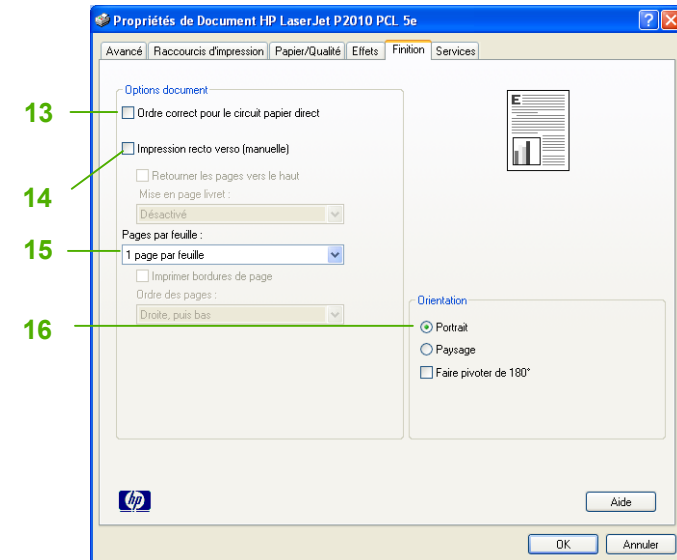 Propriétés de Document HP LaserJet P2010 PCL 5e
Avancé Raccourcis d'impression Papier/Qualité Effets Finition Services
Options document
13 Ordre correct pour le circuit papier direct
E
14 Impression recto verso (manuelle)
Retourner les pages vers le haut
Mise en page livret :
Désactivé
15 Pages par feuille :
1 page par feuille
Imprimer bordures de page
Ordre des pages :
Droite, puis bas
Orientation
16 Portrait
Paysage
Faire pivoter de 180°
hp
Aide
OK Annuler